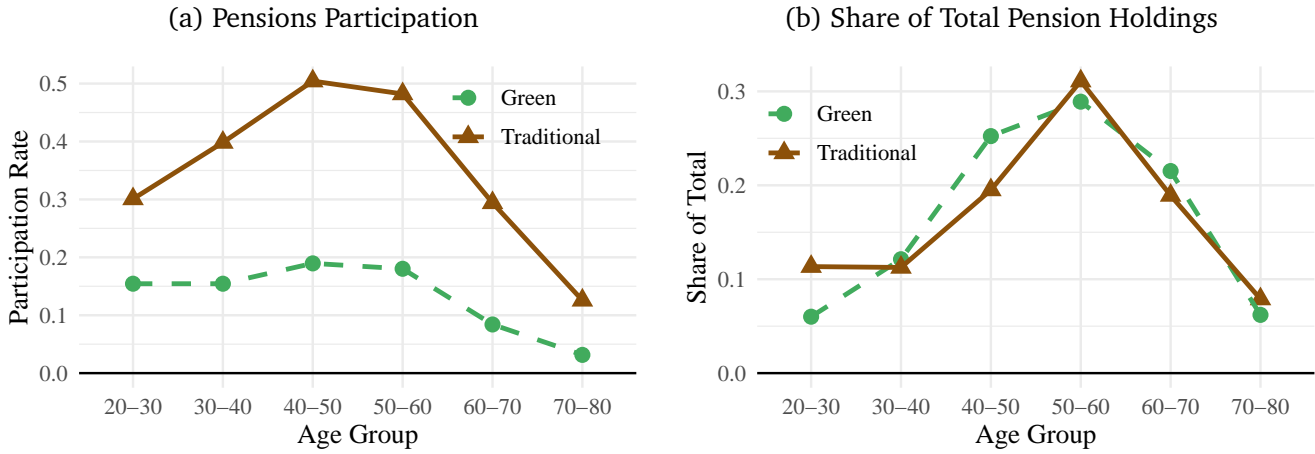 (a) Pensions Participation
Participation Rate
0.5
0.4
0.3
0.2
0.1
0.0
Green
Traditional
20–30 30–40 40–50 50–60 60–70 70–80
Age Group
(b) Share of Total Pension Holdings
Share of Total
0.3
0.2
0.1
0.0
Green
Traditional
20–30 30–40 40–50 50–60 60–70 70–80
Age Group